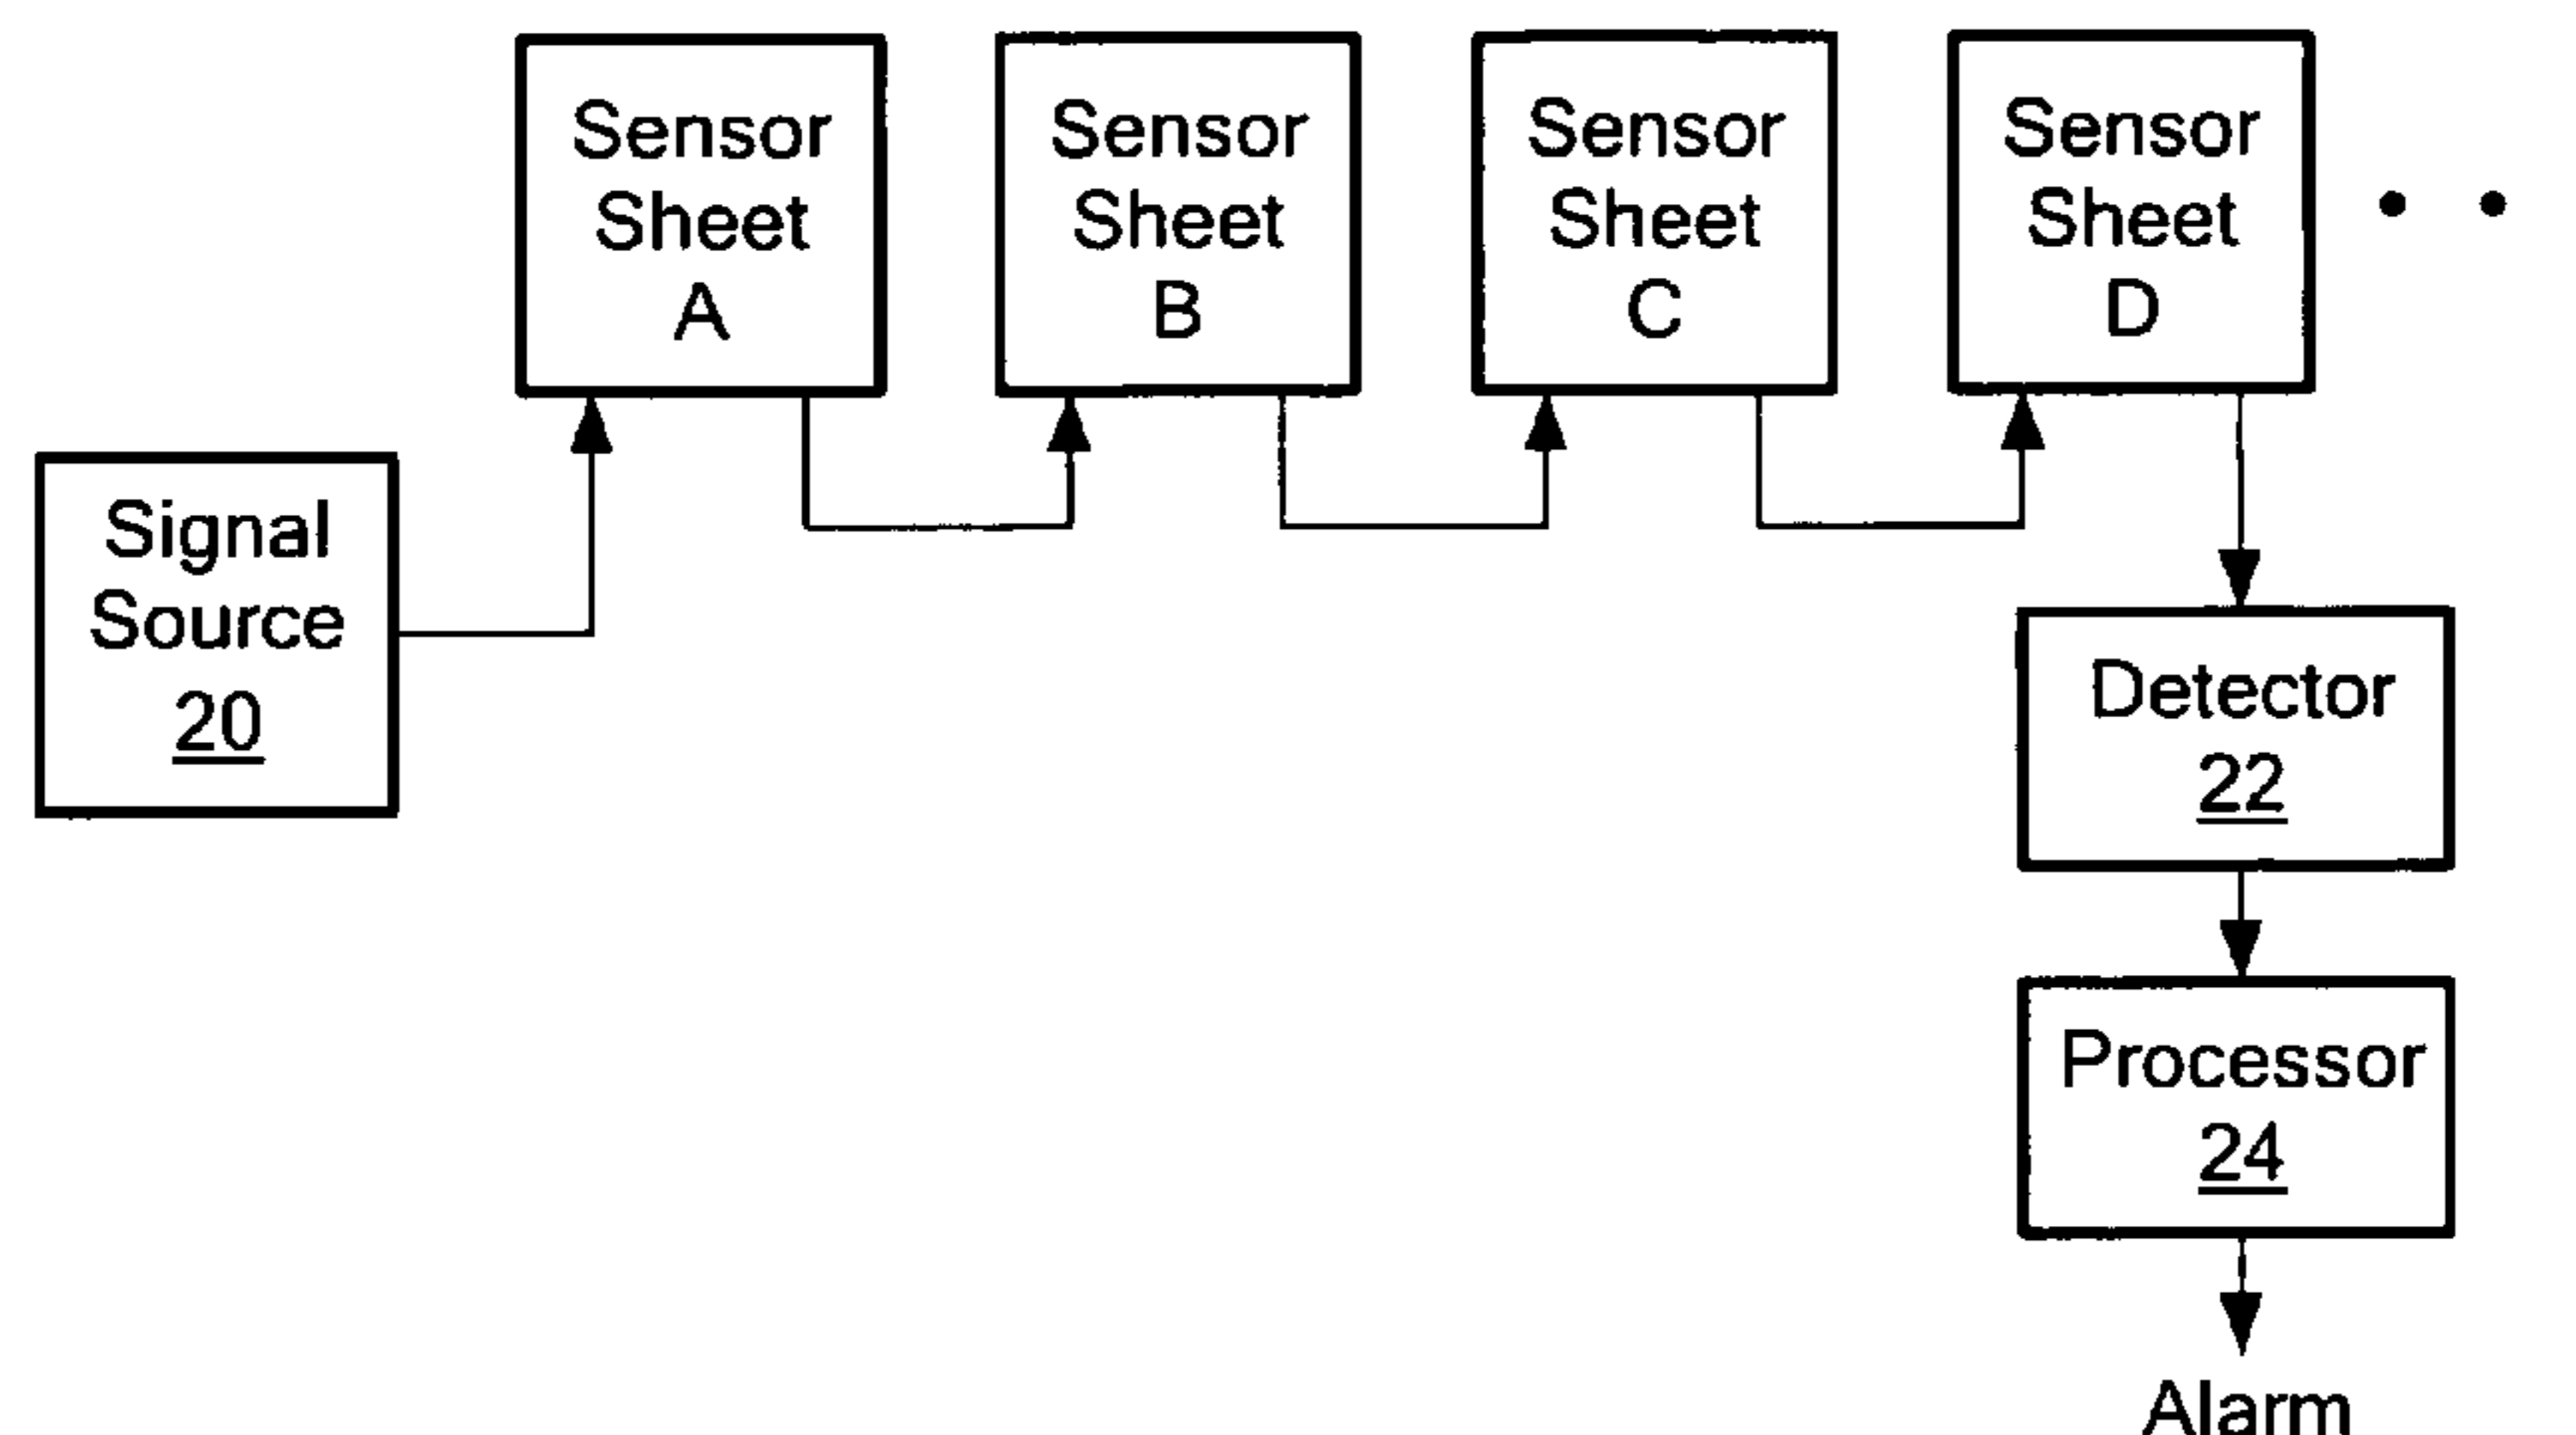 Sensor
Sheet
A
Sensor
Sheet
B
Sensor
Sheet
C
Sensor
Sheet
D
Signal
Source
20
Detector
22
Processor
24
Alarm